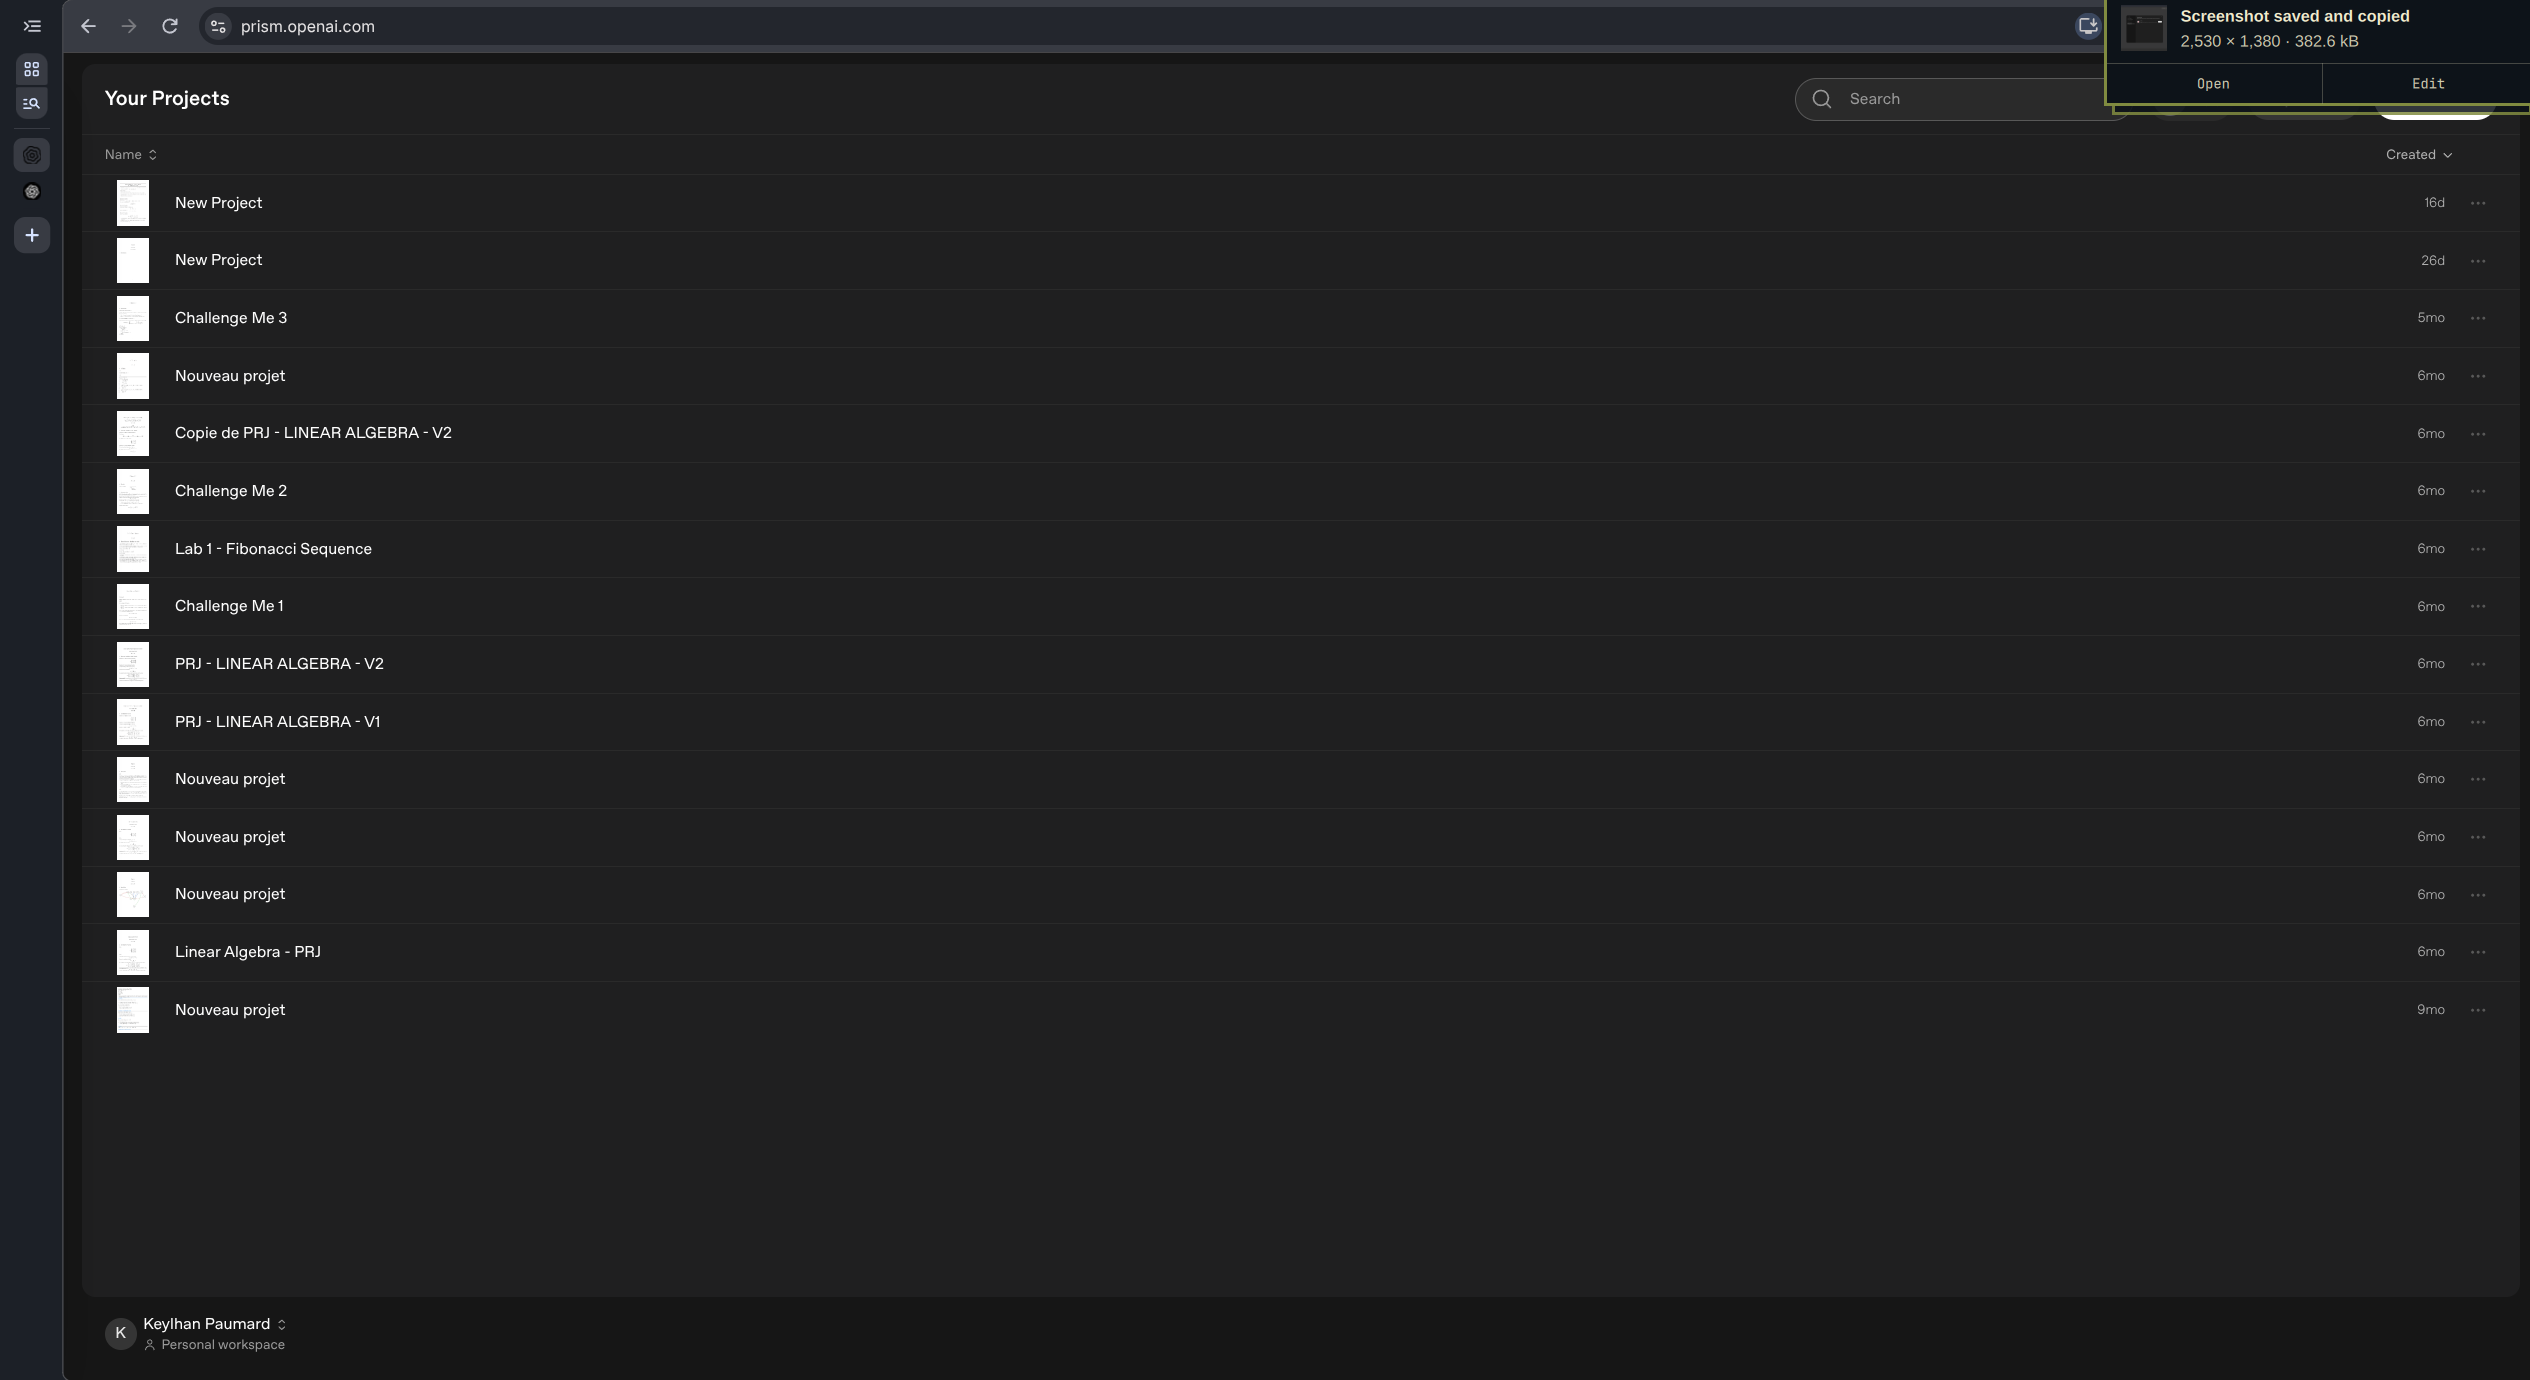 prism.openai.com
Screenshot saved and copied
2,530 × 1,380 · 382.6 kB
Open
Edit
Your Projects
Search
Name
Created
New Project
16d
New Project
26d
Challenge Me 3
5mo
Nouveau projet
6mo
Copie de PRJ - LINEAR ALGEBRA - V2
6mo
Challenge Me 2
6mo
Lab 1 - Fibonacci Sequence
6mo
Challenge Me 1
6mo
PRJ - LINEAR ALGEBRA - V2
6mo
PRJ - LINEAR ALGEBRA - V1
6mo
Nouveau projet
6mo
Nouveau projet
6mo
Nouveau projet
6mo
Linear Algebra - PRJ
6mo
Nouveau projet
9mo
K
Keylhan Paumard
Personal workspace